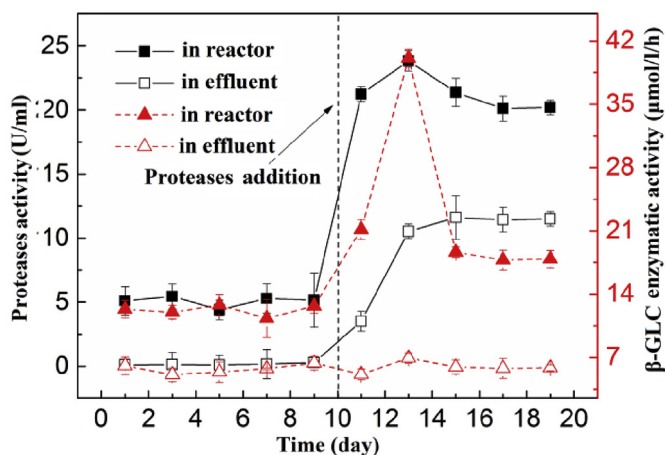 in reactor
in effluent
in reactor
in effluent
Proteases addition
Proteases activity (U/ml)
25
20
15
10
5
0
β-GLC enzymatic activity (μmol/l/h)
42
35
28
21
14
7
0 2 4 6 8 10 12 14 16 18 20
Time (day)